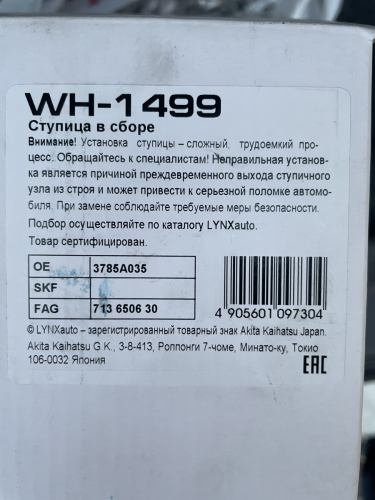 WH-1499
Ступица в сборе
Внимание! Установка ступицы – сложный, трудоемкий про-
цесс. Обращайтесь к специалистам! Неправильная установ-
ка является причиной преждевременного выхода ступичного
узла из строя и может привести к серьезной поломке автомо-
биля. При замене соблюдайте требуемые меры безопасности.
Подбор осуществляйте по каталогу LYNXauto.
Товар сертифицирован.
OE 3785A035
SKF
FAG 713 6506 30
4 905601 097304
© LYNXauto – зарегистрированный товарный знак Akita Kaihatsu Japan.
Akita Kaihatsu G.K., 3-8-413, Роппонги 7-чоме, Минато-ку, Токио
106-0032 Япония
EAC